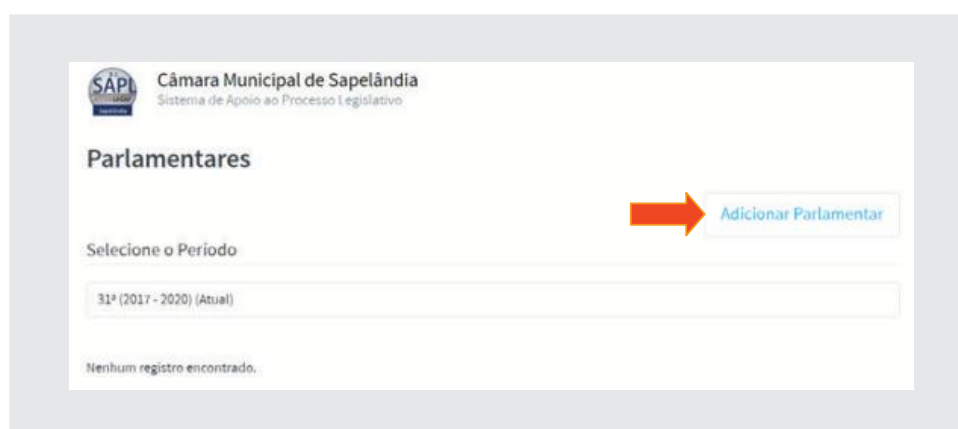 SAPL
Câmara Municipal de Sapelândia
Sistema de Apoio ao Processo Legislativo
Parlamentares
Adicionar Parlamentar
Selecione o Período
31ª (2017 - 2020) (Atual)
Nenhum registro encontrado.